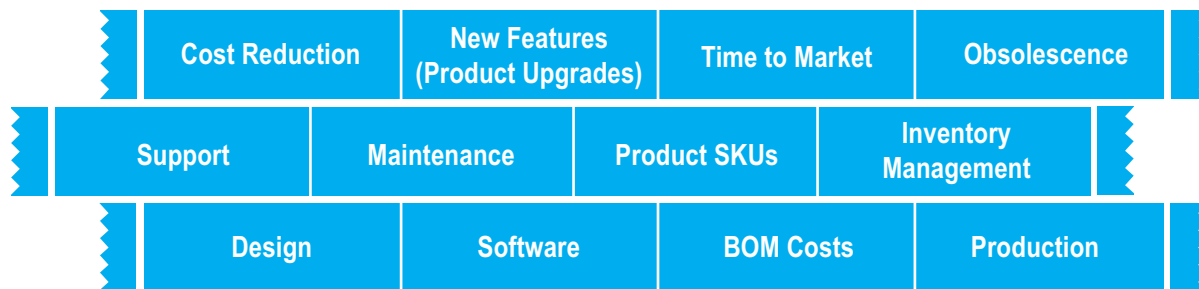 Cost Reduction
New Features
(Product Upgrades)
Time to Market
Obsolescence
Support
Maintenance
Product SKUs
Inventory
Management
Design
Software
BOM Costs
Production